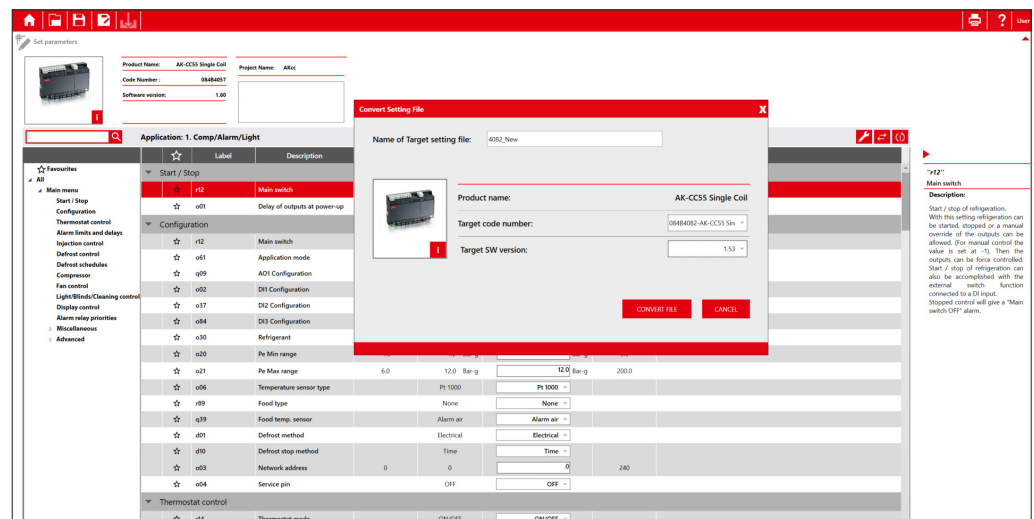 ? User
Set parameters
Product Name: AK-CC55 Single Coil
Code Number : 084B4057
Software version: 1.60
Project Name: AKcc
i
Application: 1. Comp/Alarm/Light
Convert Setting File X
Name of Target setting file: 4082_New
Product name: AK-CC55 Single Coil
Target code number: 084B4082-AK-CC55 Sin
i
Target SW version: 1.53
CONVERT FILE CANCEL
Favourites
All
Main menu
Start / Stop
Configuration
Thermostat control
Alarm limits and delays
Injection control
Defrost control
Defrost schedules
Compressor
Fan control
Light/Blinds/Cleaning control
Display control
Alarm relay priorities
Miscellaneous
Advanced
Label Description
Start / Stop
r12 Main switch
o01 Delay of outputs at power-up
Configuration
r12 Main switch
o61 Application mode
q09 AO1 Configuration
o02 DI1 Configuration
o37 DI2 Configuration
o84 DI3 Configuration
o30 Refrigerant
o20 Pe Min range
o21 Pe Max range 6.0 12.0 Bar-g 12.0 Bar-g 200.0
o06 Temperature sensor type Pt 1000 Pt 1000
r89 Food type None None
q39 Food temp. sensor Alarm air Alarm air
d01 Defrost method Electrical Electrical
d10 Defrost stop method Time Time
o03 Network address 0 0 0 240
o04 Service pin OFF OFF
Thermostat control
r14 Thermostat mode ON/OFF ON/OFF
"r12"
Main switch
Description:
Start / stop of refrigeration.
With this setting refrigeration can
be started, stopped or a manual
override of the outputs can be
allowed. (For manual control the
value is set at -1). Then the
outputs can be force controlled.
Start / stop of refrigeration can
also be accomplished with the
external switch function
connected to a DI input.
Stopped control will give a "Main
switch OFF" alarm.